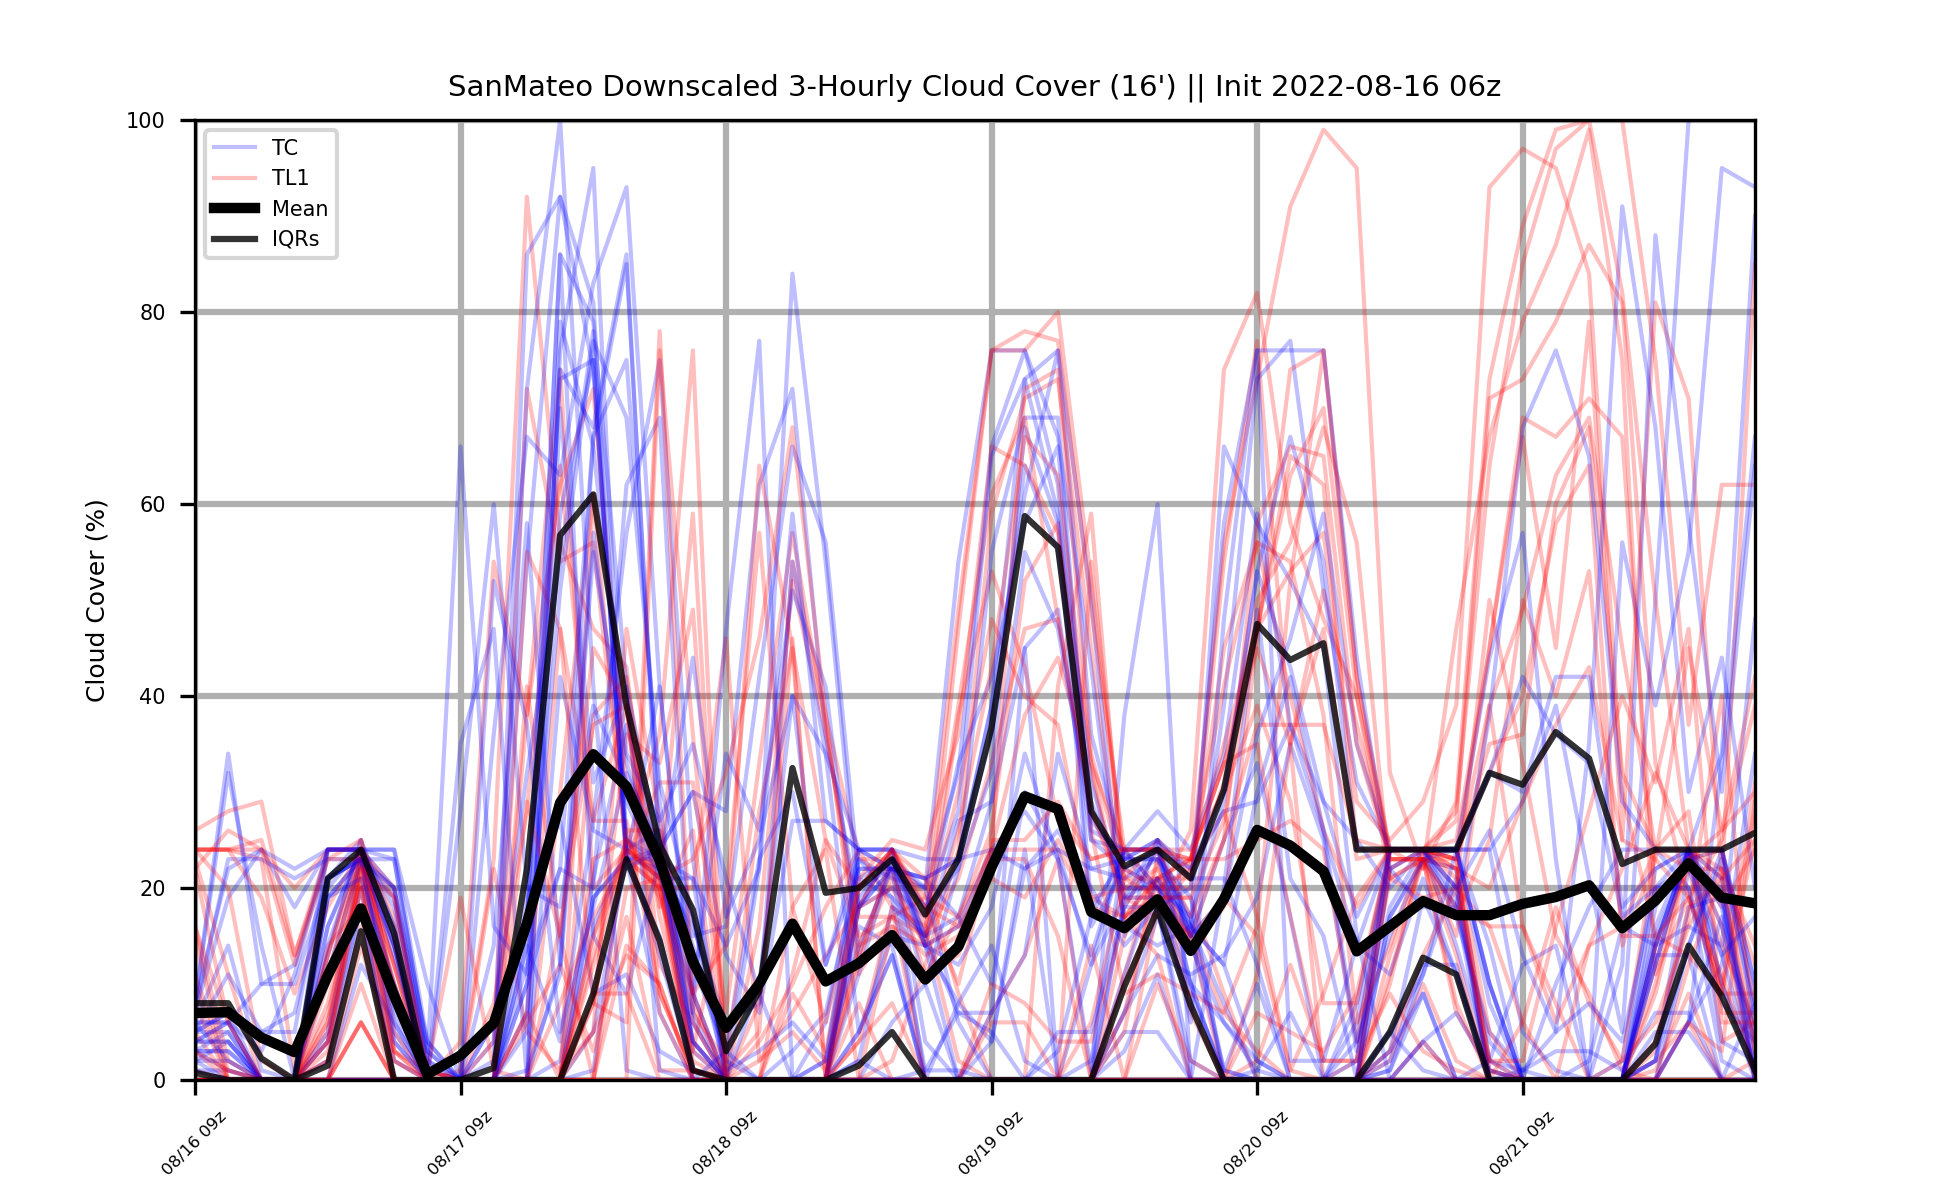 SanMateo Downscaled 3-Hourly Cloud Cover (16') || Init 2022-08-16 06z
100
80
60
40
20
0
Cloud Cover (%)
TC
TL1
Mean
IQRs
08/16 09z
08/17 09z
08/18 09z
08/19 09z
08/20 09z
08/21 09z